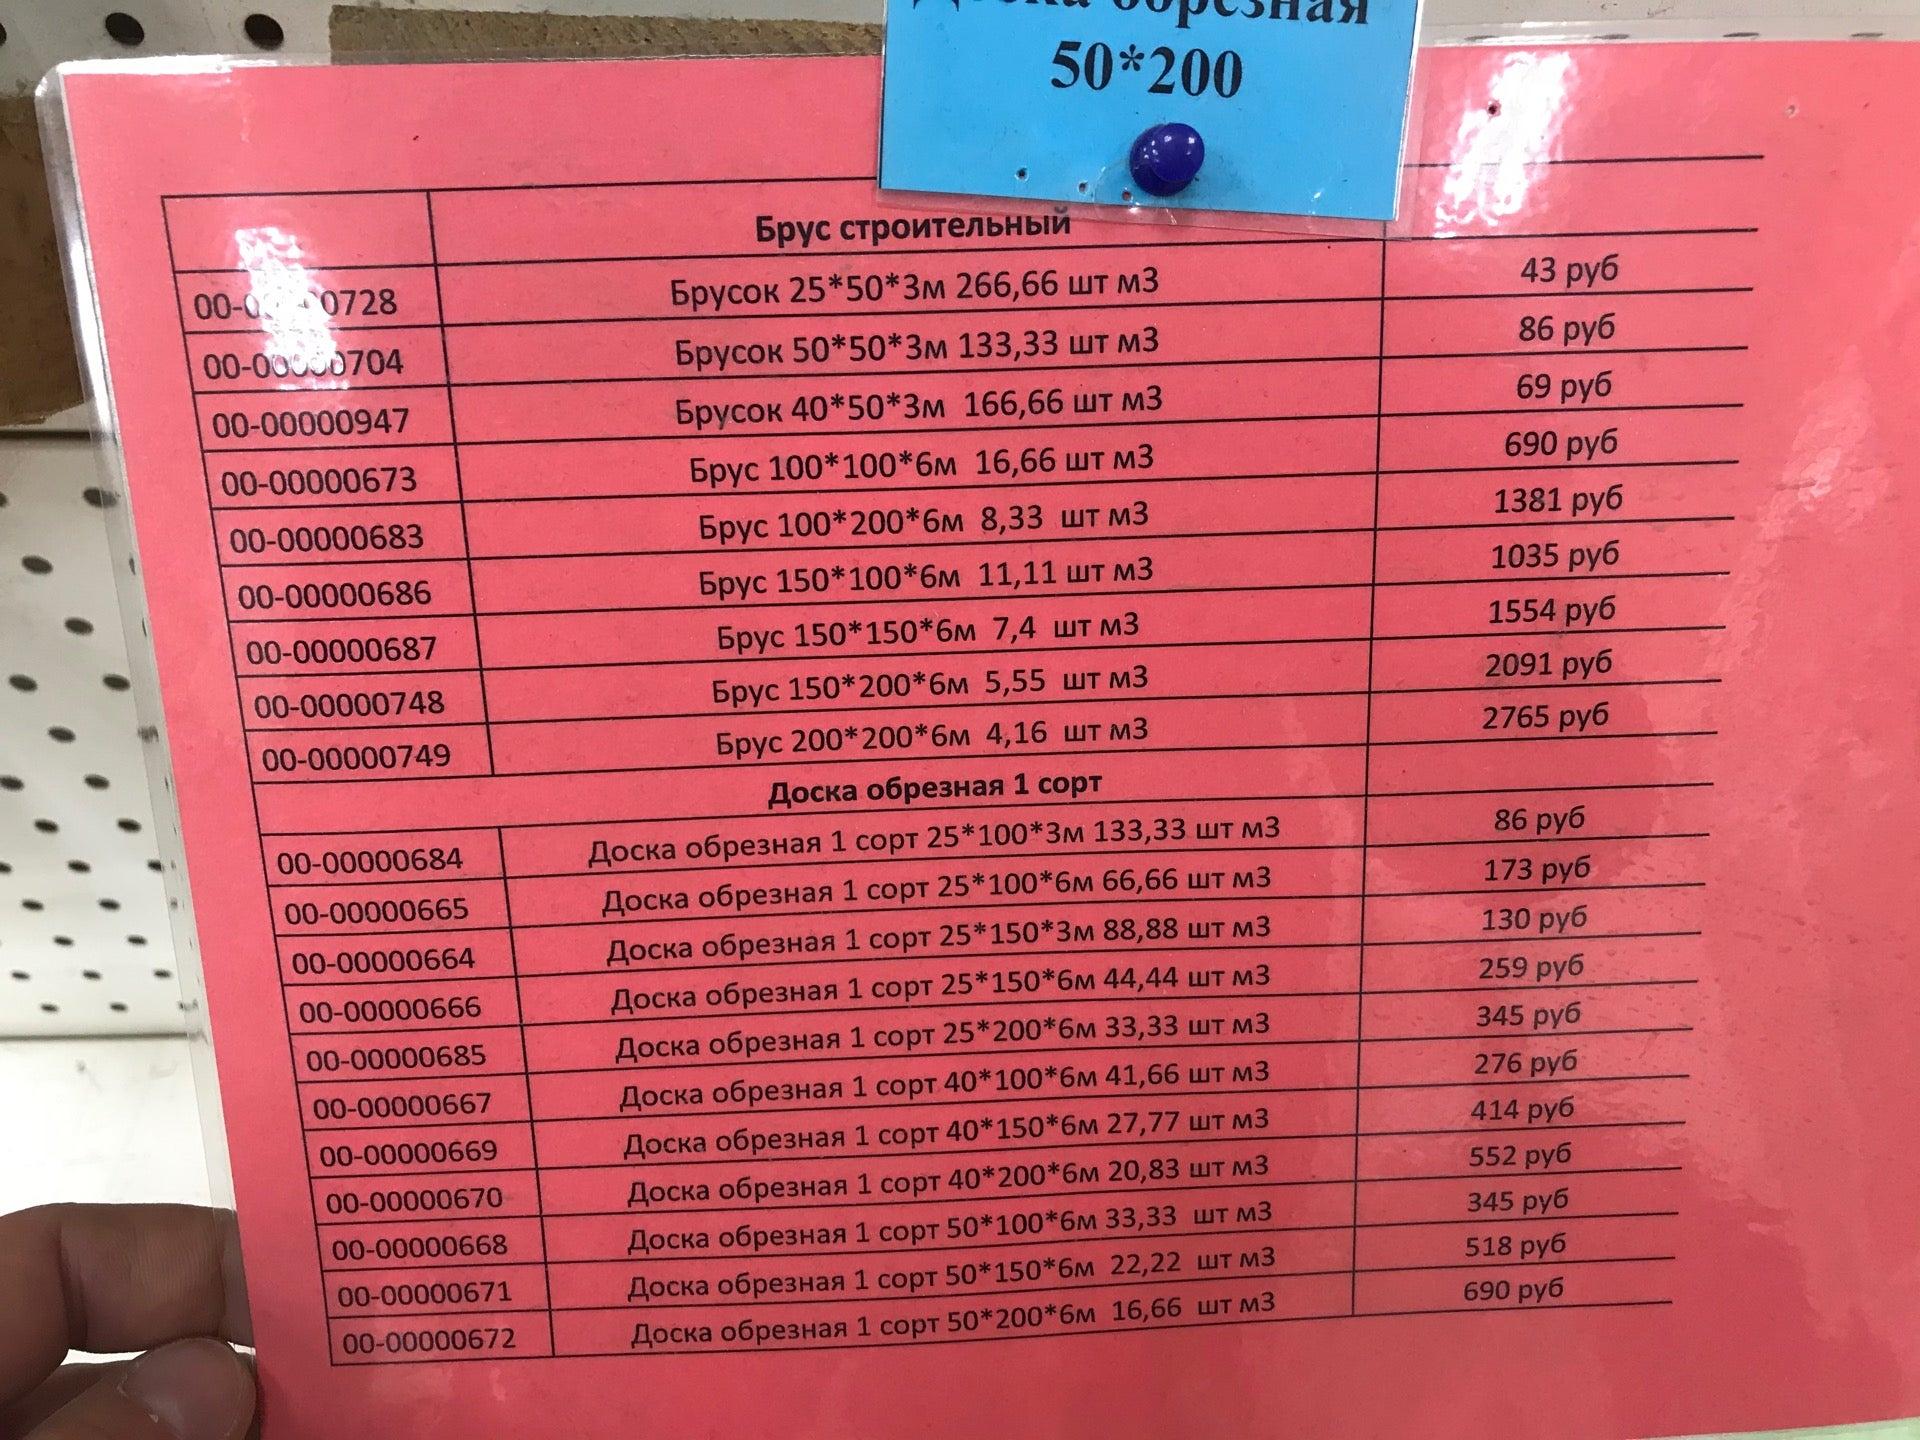 обрезная
50*200
Брус строительный
Брусок 25*50*3м 266,66 шт м3 43 руб
00-00000704 Брусок 50*50*3м 133,33 шт м3 86 руб
00-00000947 Брусок 40*50*3м 166,66 шт м3 69 руб
00-00000673 Брус 100*100*6м 16,66 шт м3 690 руб
00-00000683 Брус 100*200*6м 8,33 шт м3 1381 руб
00-00000686 Брус 150*100*6м 11,11 шт м3 1035 руб
00-00000687 Брус 150*150*6м 7,4 шт м3 1554 руб
00-00000748 Брус 150*200*6м 5,55 шт м3 2091 руб
00-00000749 Брус 200*200*6м 4,16 шт м3 2765 руб
Доска обрезная 1 сорт
00-00000684 Доска обрезная 1 сорт 25*100*3м 133,33 шт м3 86 руб
00-00000665 Доска обрезная 1 сорт 25*100*6м 66,66 шт м3 173 руб
00-00000664 Доска обрезная 1 сорт 25*150*3м 88,88 шт м3 130 руб
00-00000666 Доска обрезная 1 сорт 25*150*6м 44,44 шт м3 259 руб
00-00000685 Доска обрезная 1 сорт 25*200*6м 33,33 шт м3 345 руб
00-00000667 Доска обрезная 1 сорт 40*100*6м 41,66 шт м3 276 руб
00-00000669 Доска обрезная 1 сорт 40*150*6м 27,77 шт м3 414 руб
00-00000670 Доска обрезная 1 сорт 40*200*6м 20,83 шт м3 552 руб
00-00000668 Доска обрезная 1 сорт 50*100*6м 33,33 шт м3 345 руб
00-00000671 Доска обрезная 1 сорт 50*150*6м 22,22 шт м3 518 руб
00-00000672 Доска обрезная 1 сорт 50*200*6м 16,66 шт м3 690 руб